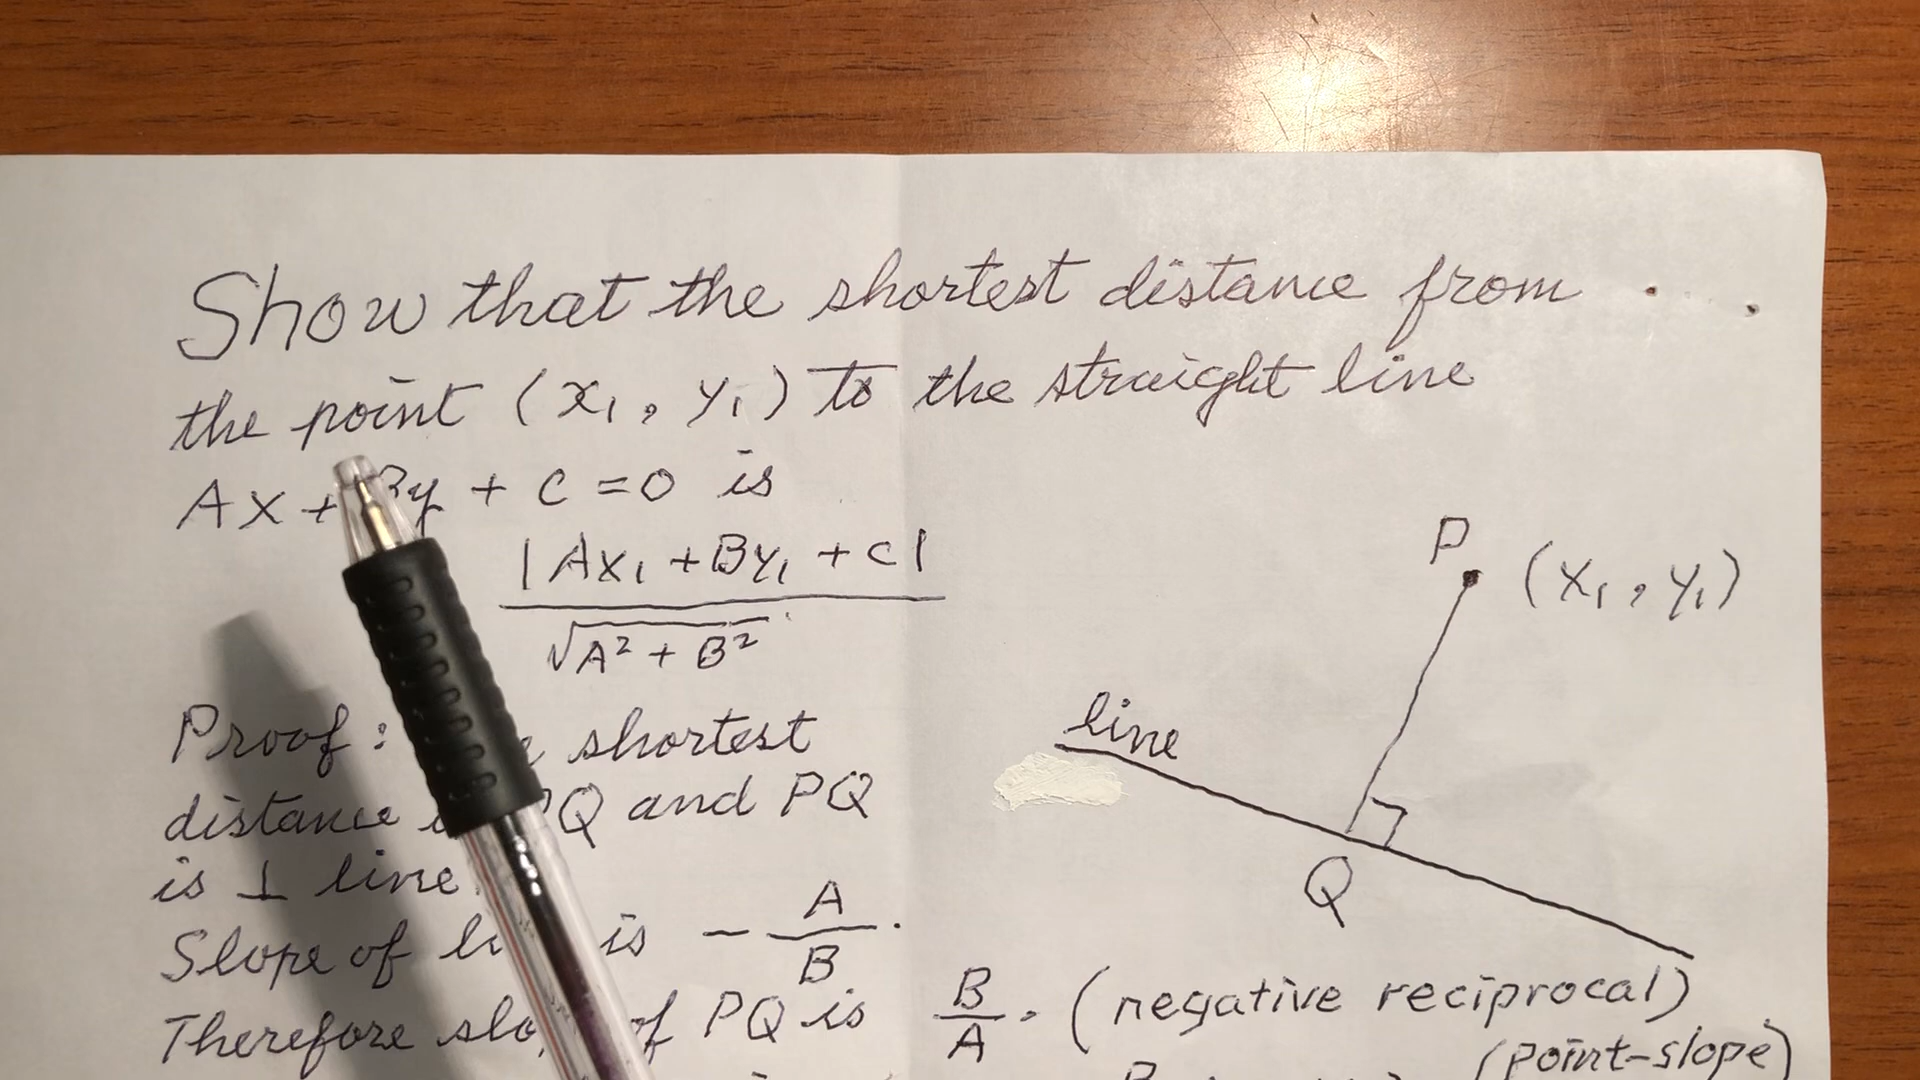 Show that the shortest distance from
the point (x₁, y₁) to the straight line
Ax + By + C = 0 is
|Ax₁ + By₁ + C|
√A² + B²
P
(x₁, y₁)
line
Q
Proof: shortest
distance PQ and PQ
is ⊥ line
Slope of is - A/B.
Therefore of PQ is B/A. (negative reciprocal)
(point-slope)